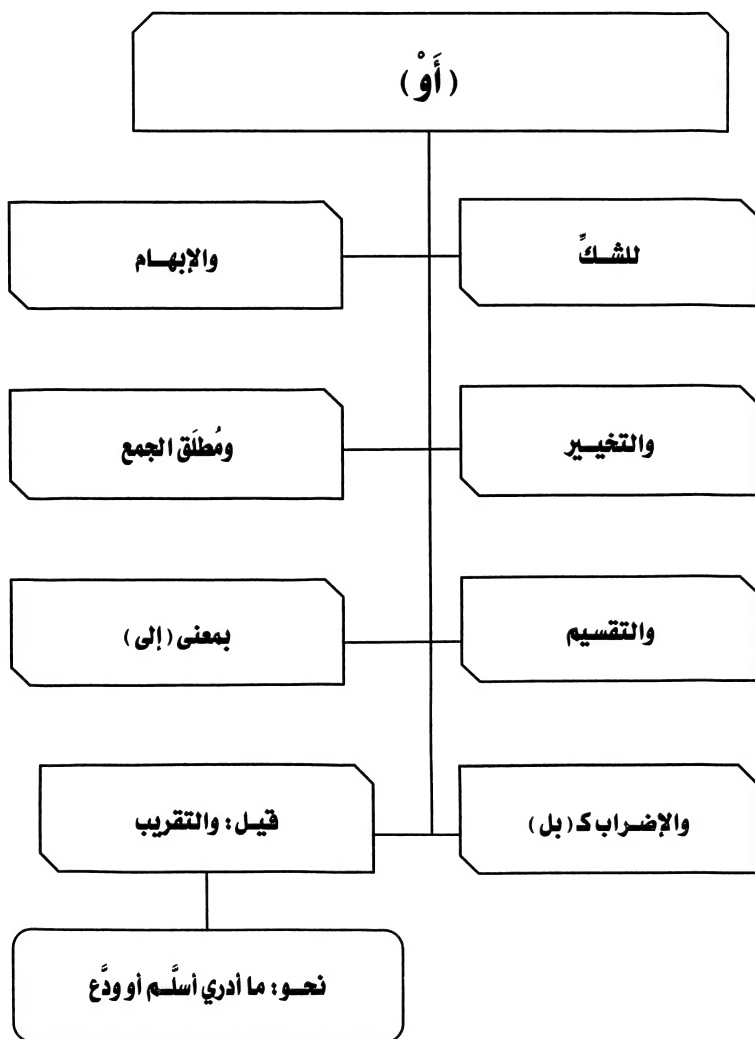 (أَوْ)
للشكِّ
والإبهام
والتخيير
ومُطلَق الجمع
والتقسيم
بمعنى (إلى)
والإضراب كـ (بل)
قيل: والتقريب
نحو: ما أدري أسلَّم أو ودَّع